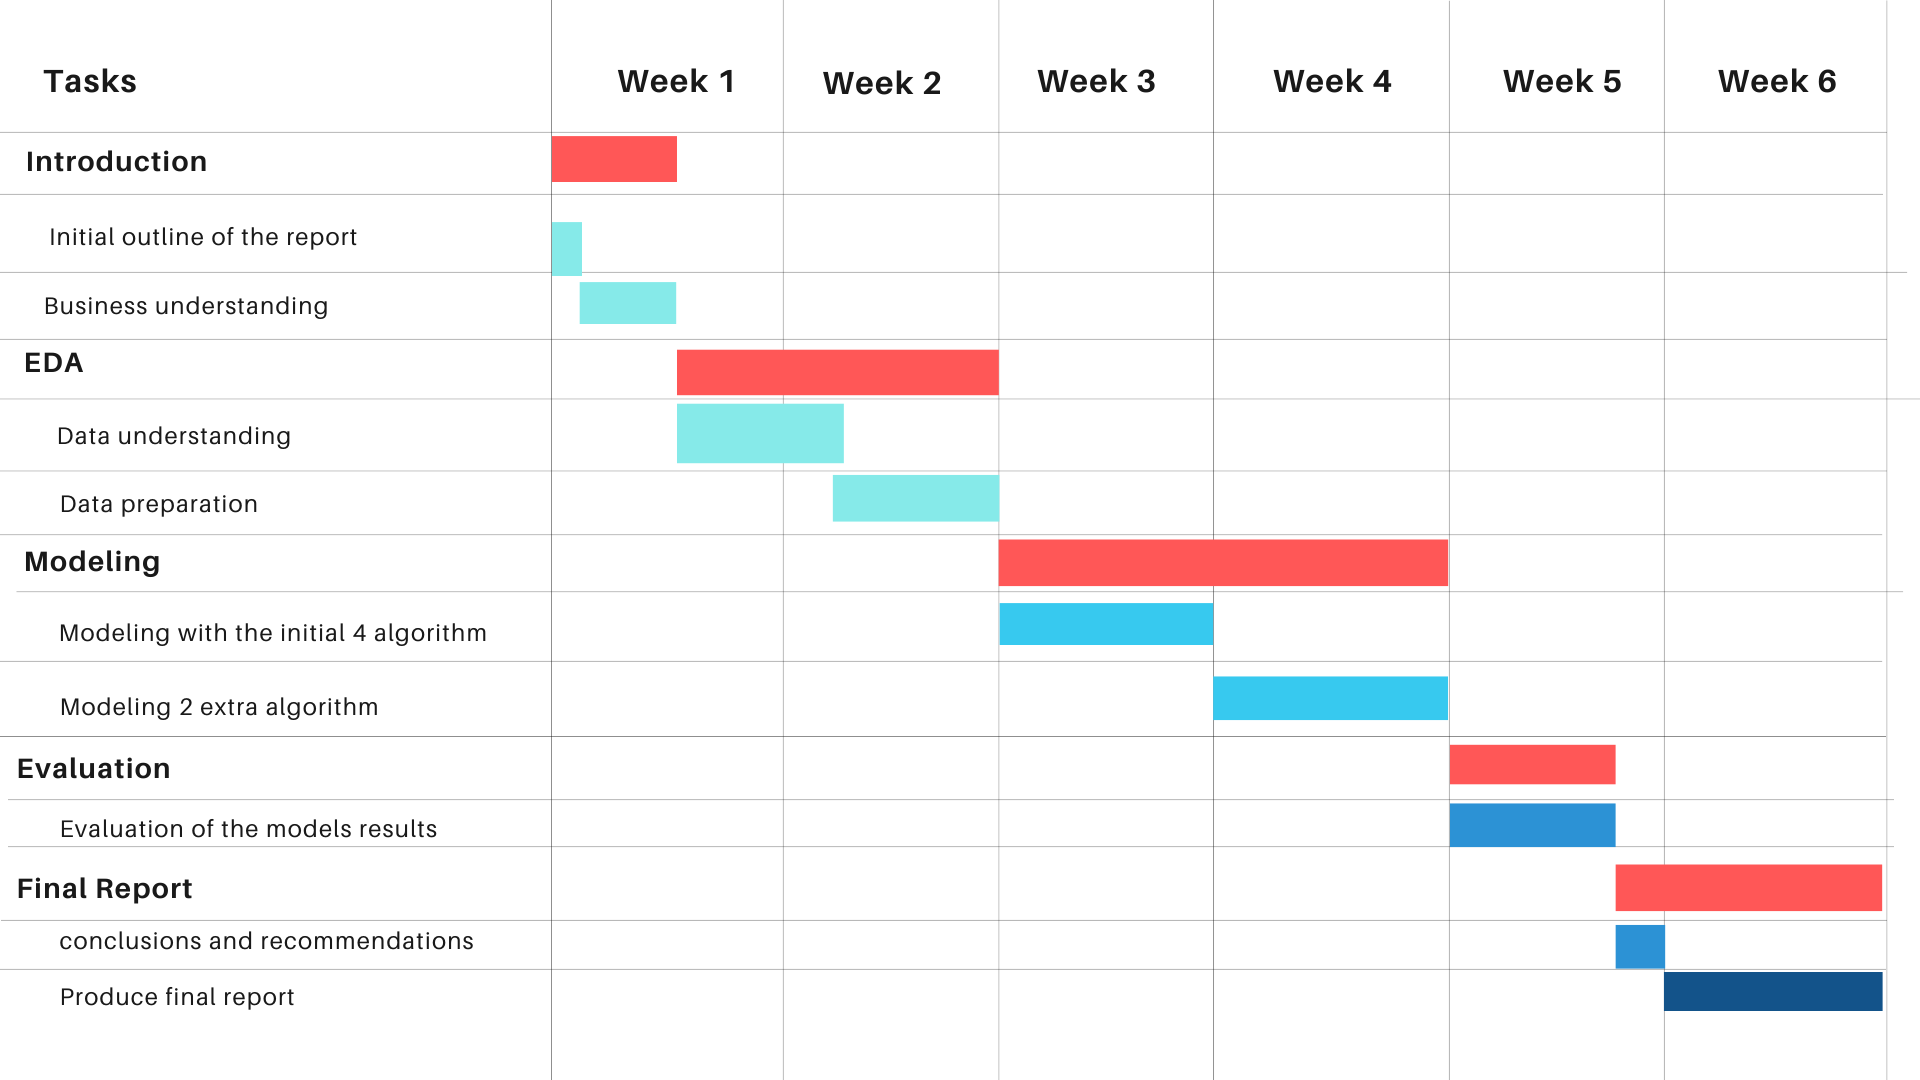 Tasks Week 1 Week 2 Week 3 Week 4 Week 5 Week 6
Introduction
Initial outline of the report
Business understanding
EDA
Data understanding
Data preparation
Modeling
Modeling with the initial 4 algorithm
Modeling 2 extra algorithm
Evaluation
Evaluation of the models results
Final Report
conclusions and recommendations
Produce final report